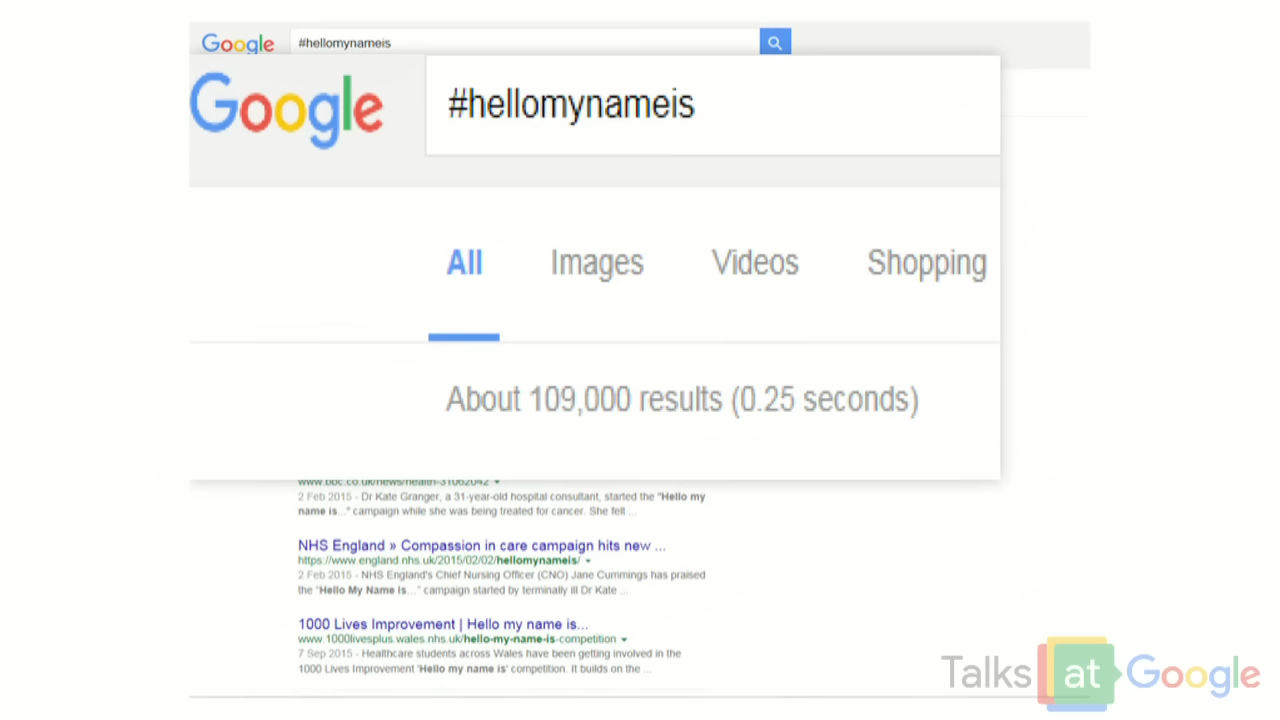 Google #hellomynameis
Google #hellomynameis
All Images Videos Shopping
About 109,000 results (0.25 seconds)
www.bbc.co.uk/news/health-31062042
2 Feb 2015 - Dr Kate Granger, a 31-year-old hospital consultant, started the "Hello my
name is..." campaign while she was being treated for cancer. She felt ...
NHS England » Compassion in care campaign hits new ...
https://www.england.nhs.uk/2015/02/02/hellomynameis/
2 Feb 2015 - NHS England's Chief Nursing Officer (CNO) Jane Cummings has praised
the "Hello My Name Is..." campaign started by terminally ill Dr Kate ...
1000 Lives Improvement | Hello my name is...
www.1000livesplus.wales.nhs.uk/hello-my-name-is-competition
7 Sep 2015 - Healthcare students across Wales have been getting involved in the
1000 Lives Improvement 'Hello my name is' competition. It builds on the ...
Talks at Google